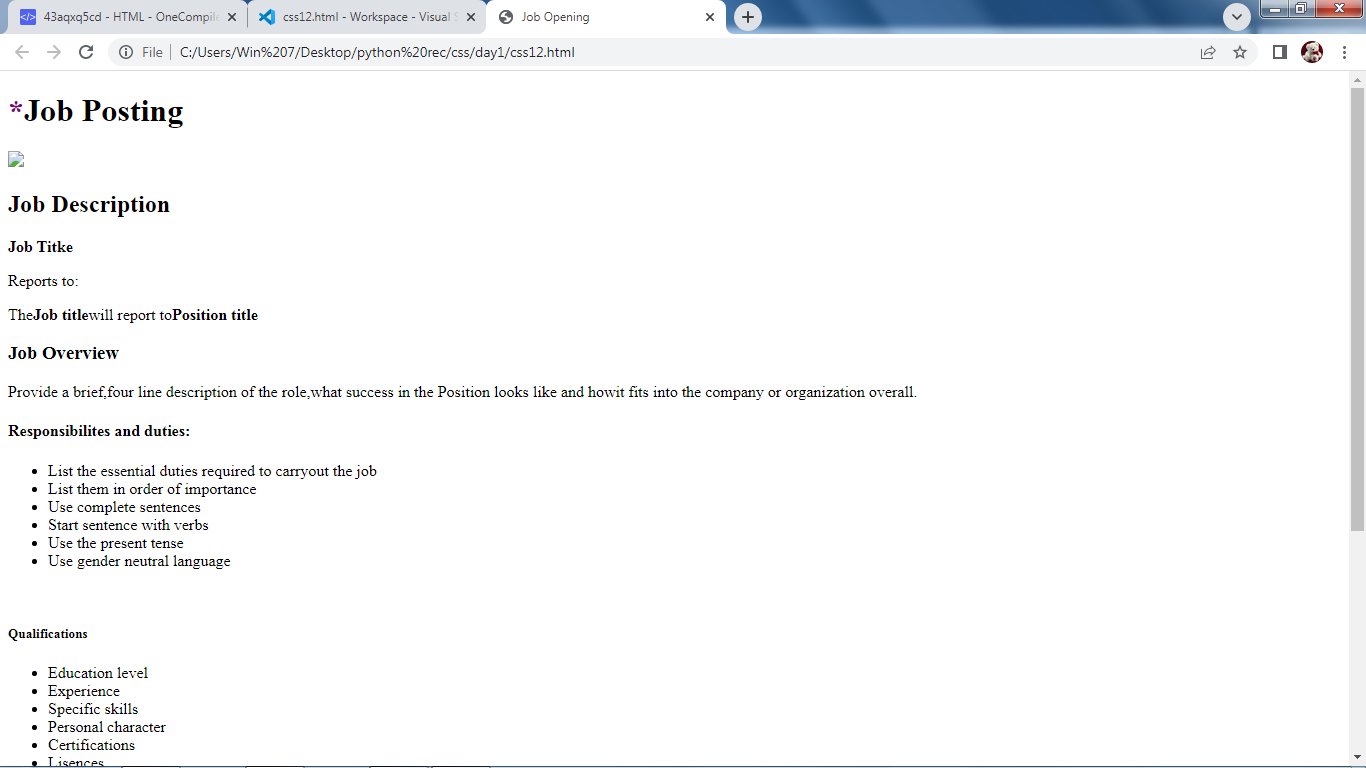 43aqxq5cd - HTML - OneCompile
css12.html - Workspace - Visual S
Job Opening
File
C:/Users/Win%207/Desktop/python%20rec/css/day1/css12.html
*Job Posting
Job Description
Job Titke
Reports to:
TheJob titlewill report toPosition title
Job Overview
Provide a brief,four line description of the role,what success in the Position looks like and howit fits into the company or organization overall.
Responsibilites and duties:
List the essential duties required to carryout the job
List them in order of importance
Use complete sentences
Start sentence with verbs
Use the present tense
Use gender neutral language
Qualifications
Education level
Experience
Specific skills
Personal character
Certifications
Lisences